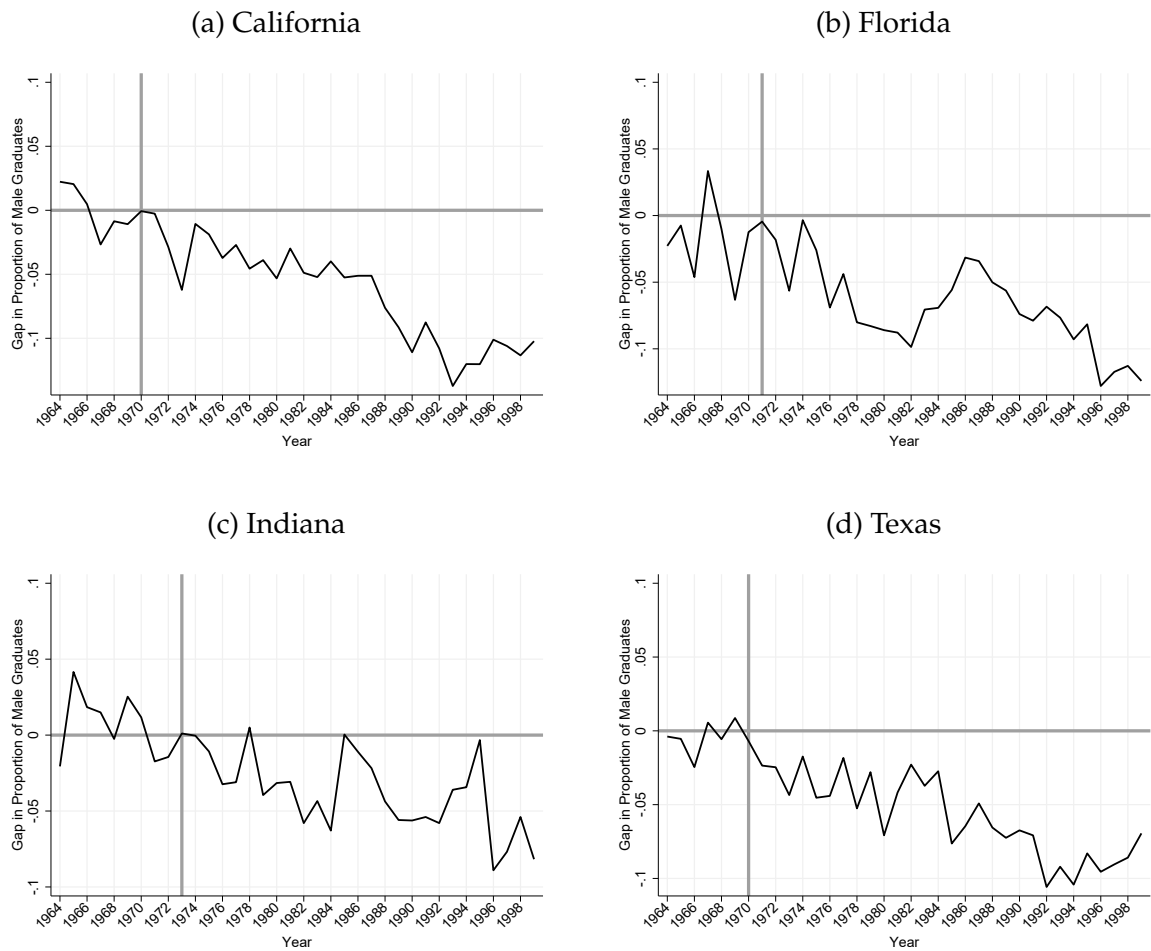 (a) California
(b) Florida
Gap in Proportion of Male Graduates
.1
.05
0
-.05
-.1
1964 1966 1968 1970 1972 1974 1976 1978 1980 1982 1984 1986 1988 1990 1992 1994 1996 1998
Year
Gap in Proportion of Male Graduates
.1
.05
0
-.05
-.1
1964 1966 1968 1970 1972 1974 1976 1978 1980 1982 1984 1986 1988 1990 1992 1994 1996 1998
Year
(c) Indiana
(d) Texas
Gap in Proportion of Male Graduates
.1
.05
0
-.05
-.1
1964 1966 1968 1970 1972 1974 1976 1978 1980 1982 1984 1986 1988 1990 1992 1994 1996 1998
Year
Gap in Proportion of Male Graduates
.1
.05
0
-.05
-.1
1964 1966 1968 1970 1972 1974 1976 1978 1980 1982 1984 1986 1988 1990 1992 1994 1996 1998
Year